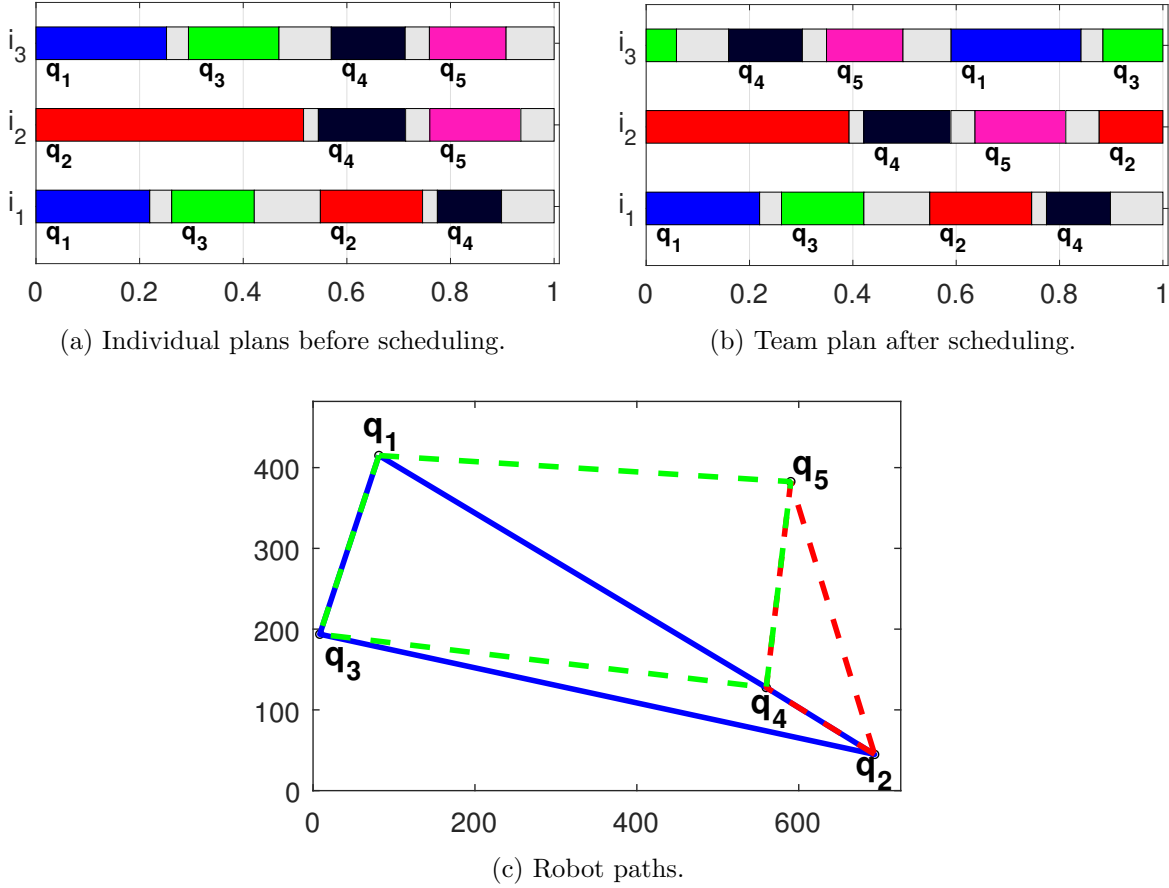 i3
q1 q3 q4 q5
i2
q2 q4 q5
i1
q1 q3 q2 q4
0 0.2 0.4 0.6 0.8 1
(a) Individual plans before scheduling.
i3
q4 q5 q1 q3
i2
q4 q5 q2
i1
q1 q3 q2 q4
0 0.2 0.4 0.6 0.8 1
(b) Team plan after scheduling.
q1
400
q5
300
200
q3
100
q4
q2
0
0 200 400 600
(c) Robot paths.